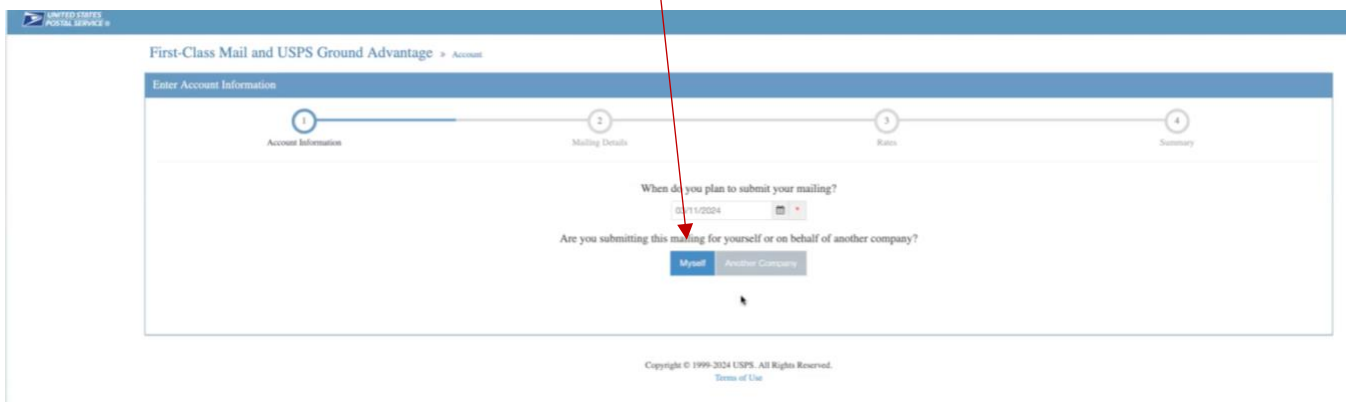 UNITED STATES
POSTAL SERVICE ®
First-Class Mail and USPS Ground Advantage » Account
Enter Account Information
1 2 3 4
Account Information Mailing Details Rates Summary
When do you plan to submit your mailing?
03/11/2024 *
Are you submitting this mailing for yourself or on behalf of another company?
Myself Another Company
Copyright © 1999-2024 USPS. All Rights Reserved.
Terms of Use